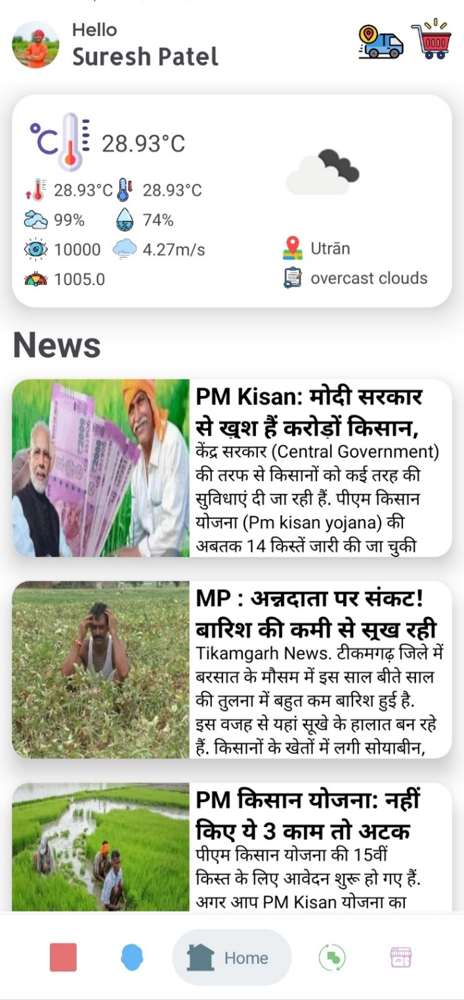 Hello
Suresh Patel
28.93°C
28.93°C 28.93°C
99% 74%
10000 4.27m/s
1005.0
Utrān
overcast clouds
News
PM Kisan: मोदी सरकार
से खुश हैं करोड़ों किसान,
केंद्र सरकार (Central Government)
की तरफ से किसानों को कई तरह की
सुविधाएं दी जा रही हैं. पीएम किसान
योजना (Pm kisan yojana) की
अबतक 14 किस्तें जारी की जा चुकी
MP : अन्नदाता पर संकट!
बारिश की कमी से सूख रही
Tikamgarh News. टीकमगढ़ जिले में
बरसात के मौसम में इस साल बीते साल
की तुलना में बहुत कम बारिश हुई है.
इस वजह से यहां सूखे के हालात बन रहे
हैं. किसानों के खेतों में लगी सोयाबीन,
PM किसान योजना: नहीं
किए ये 3 काम तो अटक
पीएम किसान योजना की 15वीं
किस्त के लिए आवेदन शुरू हो गए हैं.
अगर आप PM Kisan योजना का
Home